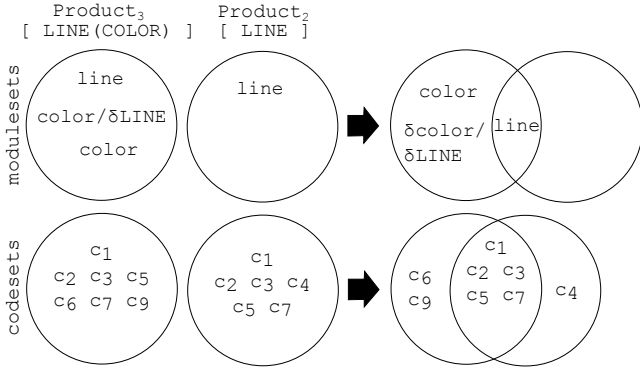 Product3 Product2
[ LINE(COLOR) ] [ LINE ]
modulesets
line
color/δLINE
color
line
color
δcolor/
δLINE
line
codesets
c1
c2 c3 c5
c6 c7 c9
c1
c2 c3 c4
c5 c7
c6
c9
c1
c2 c3
c5 c7
c4